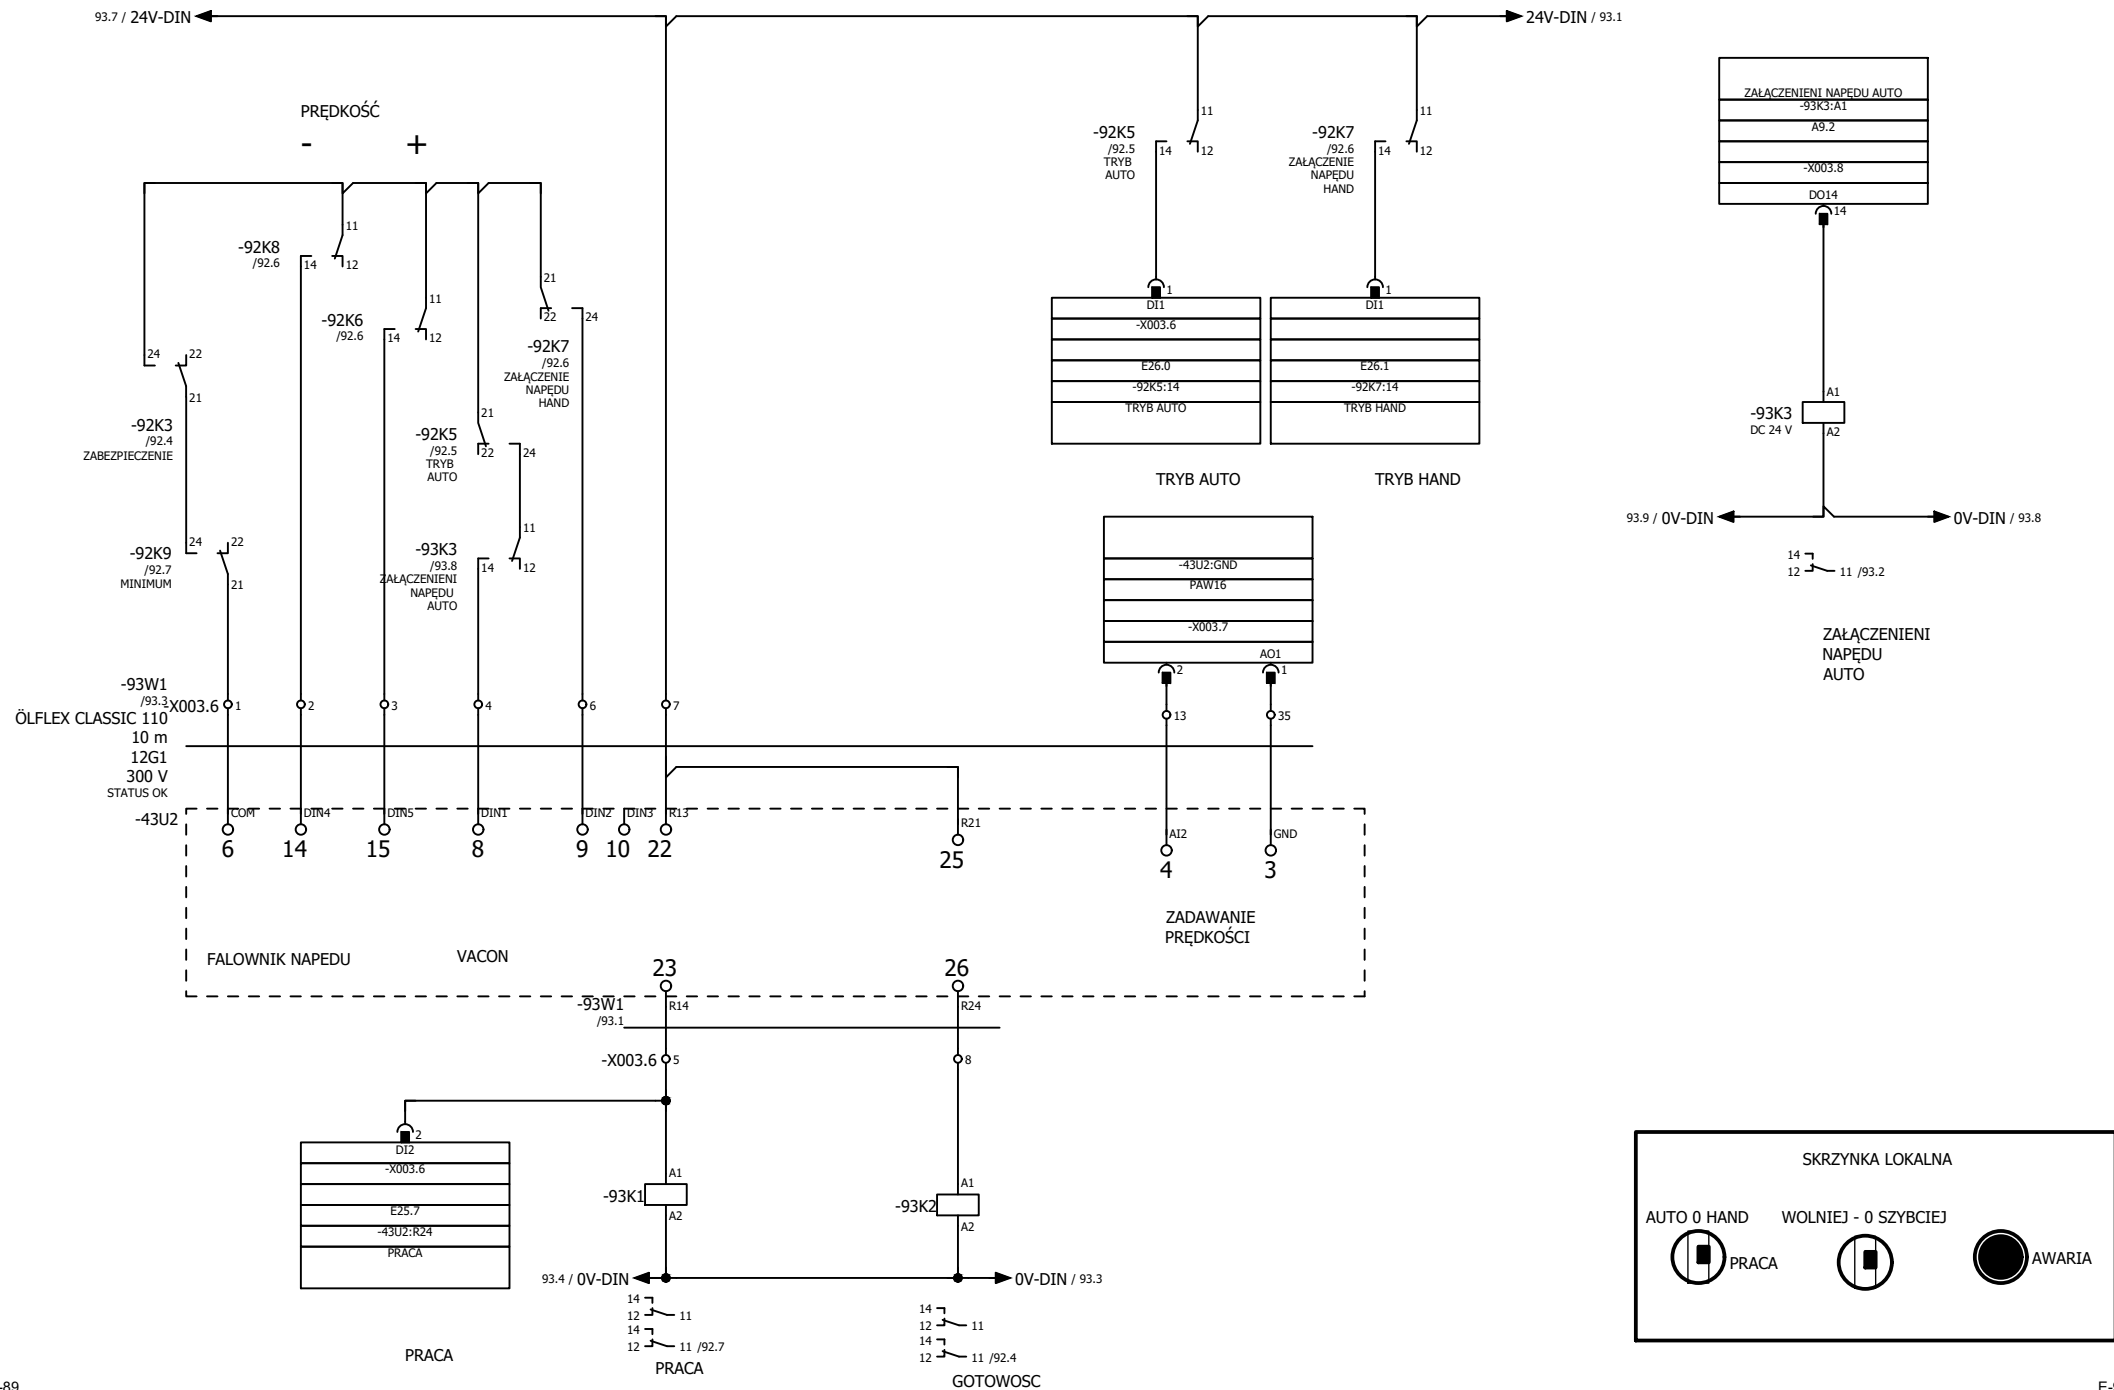 93.7 / 24V-DIN
24V-DIN / 93.1
PRĘDKOŚĆ
- +
11
-92K8
/92.6
14
12
11
-92K6
/92.6
14
12
21
22
24
-92K7
/92.6
ZAŁĄCZENIE
NAPĘDU
HAND
24
22
21
-92K3
/92.4
ZABEZPIECZENIE
21
-92K5
/92.5
TRYB
AUTO
22
24
24
22
-92K9
/92.7
MINIMUM
21
11
-93K3
/93.8
ZAŁĄCZENIENI
NAPĘDU
AUTO
14
12
11
-92K5
/92.5
TRYB
AUTO
14
12
11
-92K7
/92.6
ZAŁĄCZENIE
NAPĘDU
HAND
14
12
1
DI1
-X003.6
E26.0
-92K5:14
TRYB AUTO
TRYB AUTO
1
DI1
E26.1
-92K7:14
TRYB HAND
TRYB HAND
ZAŁĄCZENIENI NAPĘDU AUTO
-93K3:A1
A9.2
-X003.8
DO14
14
A1
-93K3
DC 24 V
A2
93.9 / 0V-DIN
0V-DIN / 93.8
14
12
11 /93.2
ZAŁĄCZENIENI
NAPĘDU
AUTO
-43U2:GND
PAW16
-X003.7
AO1
2
1
13
35
-93W1
/93.3
ÖLFLEX CLASSIC 110
10 m
12G1
300 V
STATUS OK
-X003.6
1
2
3
4
6
7
-43U2
COM
DIN4
DIN5
DIN1
DIN2
DIN3
R13
R21
AI2
GND
6
14
15
8
9
10
22
25
4
3
ZADAWANIE
PRĘDKOŚCI
FALOWNIK NAPEDU
VACON
23
26
-93W1
/93.1
R14
R24
-X003.6
5
8
2
DI2
-X003.6
E25.7
-43U2:R24
PRACA
PRACA
A1
-93K1
A2
A1
-93K2
A2
93.4 / 0V-DIN
0V-DIN / 93.3
14
12
11
14
12
11 /92.7
PRACA
14
12
11
14
12
11 /92.4
GOTOWOSC
SKRZYNKA LOKALNA
AUTO 0 HAND
WOLNIEJ - 0 SZYBCIEJ
PRACA
AWARIA